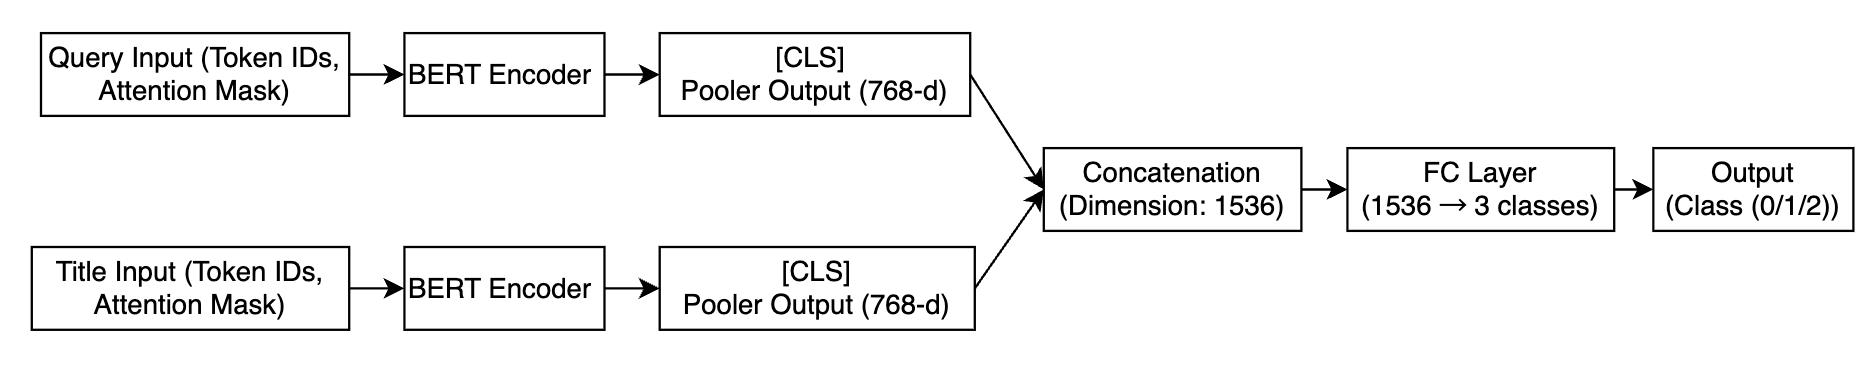 Query Input (Token IDs,
Attention Mask)
BERT Encoder
[CLS]
Pooler Output (768-d)
Title Input (Token IDs,
Attention Mask)
BERT Encoder
[CLS]
Pooler Output (768-d)
Concatenation
(Dimension: 1536)
FC Layer
(1536 → 3 classes)
Output
(Class (0/1/2))